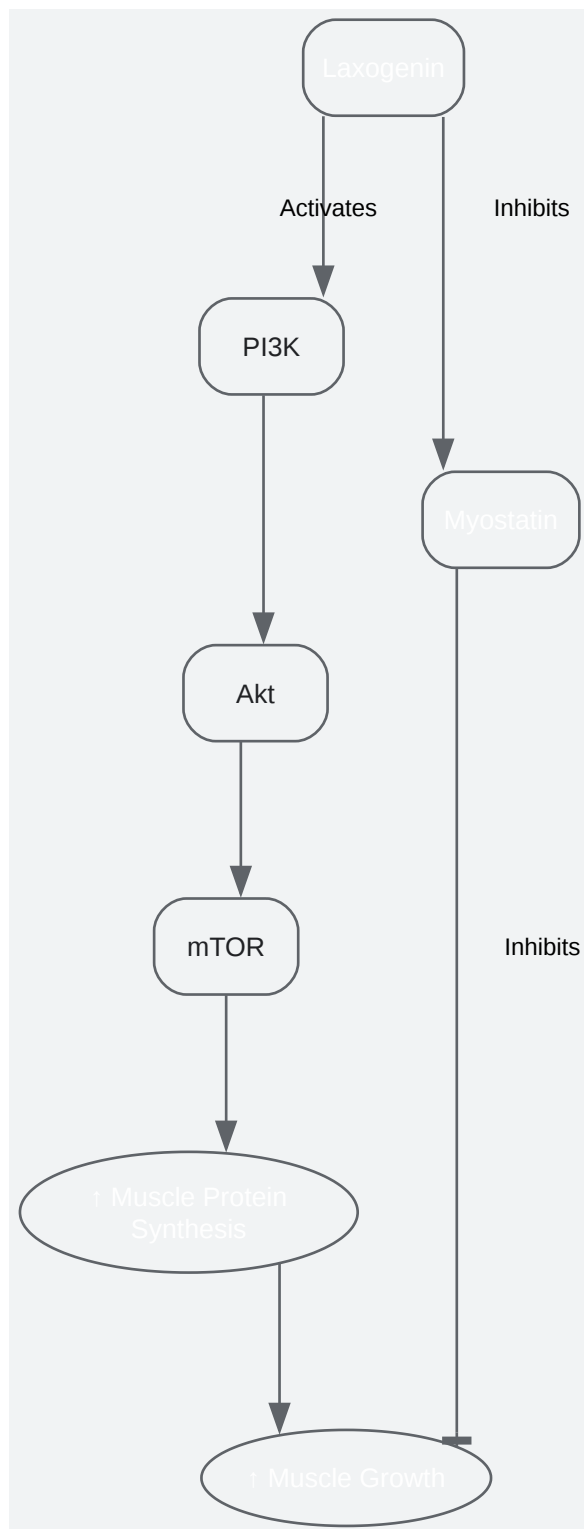 Laxogenin
Activates
Inhibits
PI3K
Myostatin
Akt
mTOR
Inhibits
↑ Muscle Protein
Synthesis
↑ Muscle Growth